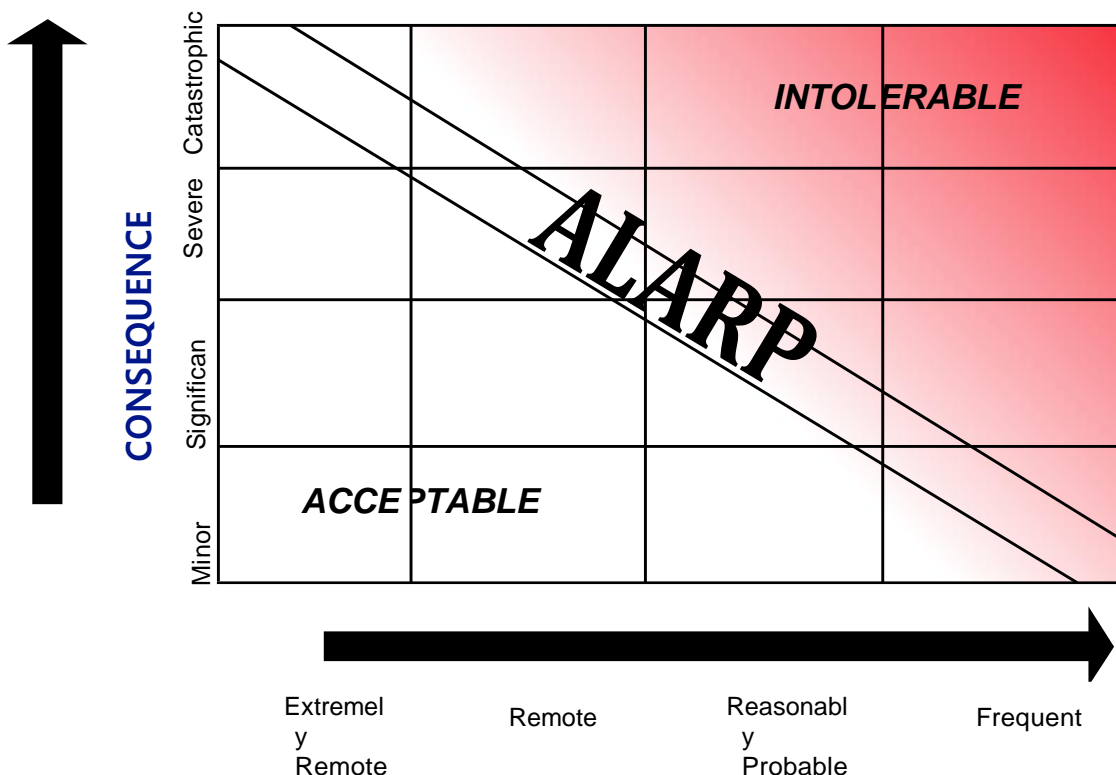 Catastrophic
INTOLERABLE
Severe
CONSEQUENCE
ALARP
Significan
ACCEPTABLE
Minor
Extremel
y
Remote
Remote
Reasonabl
y
Probable
Frequent